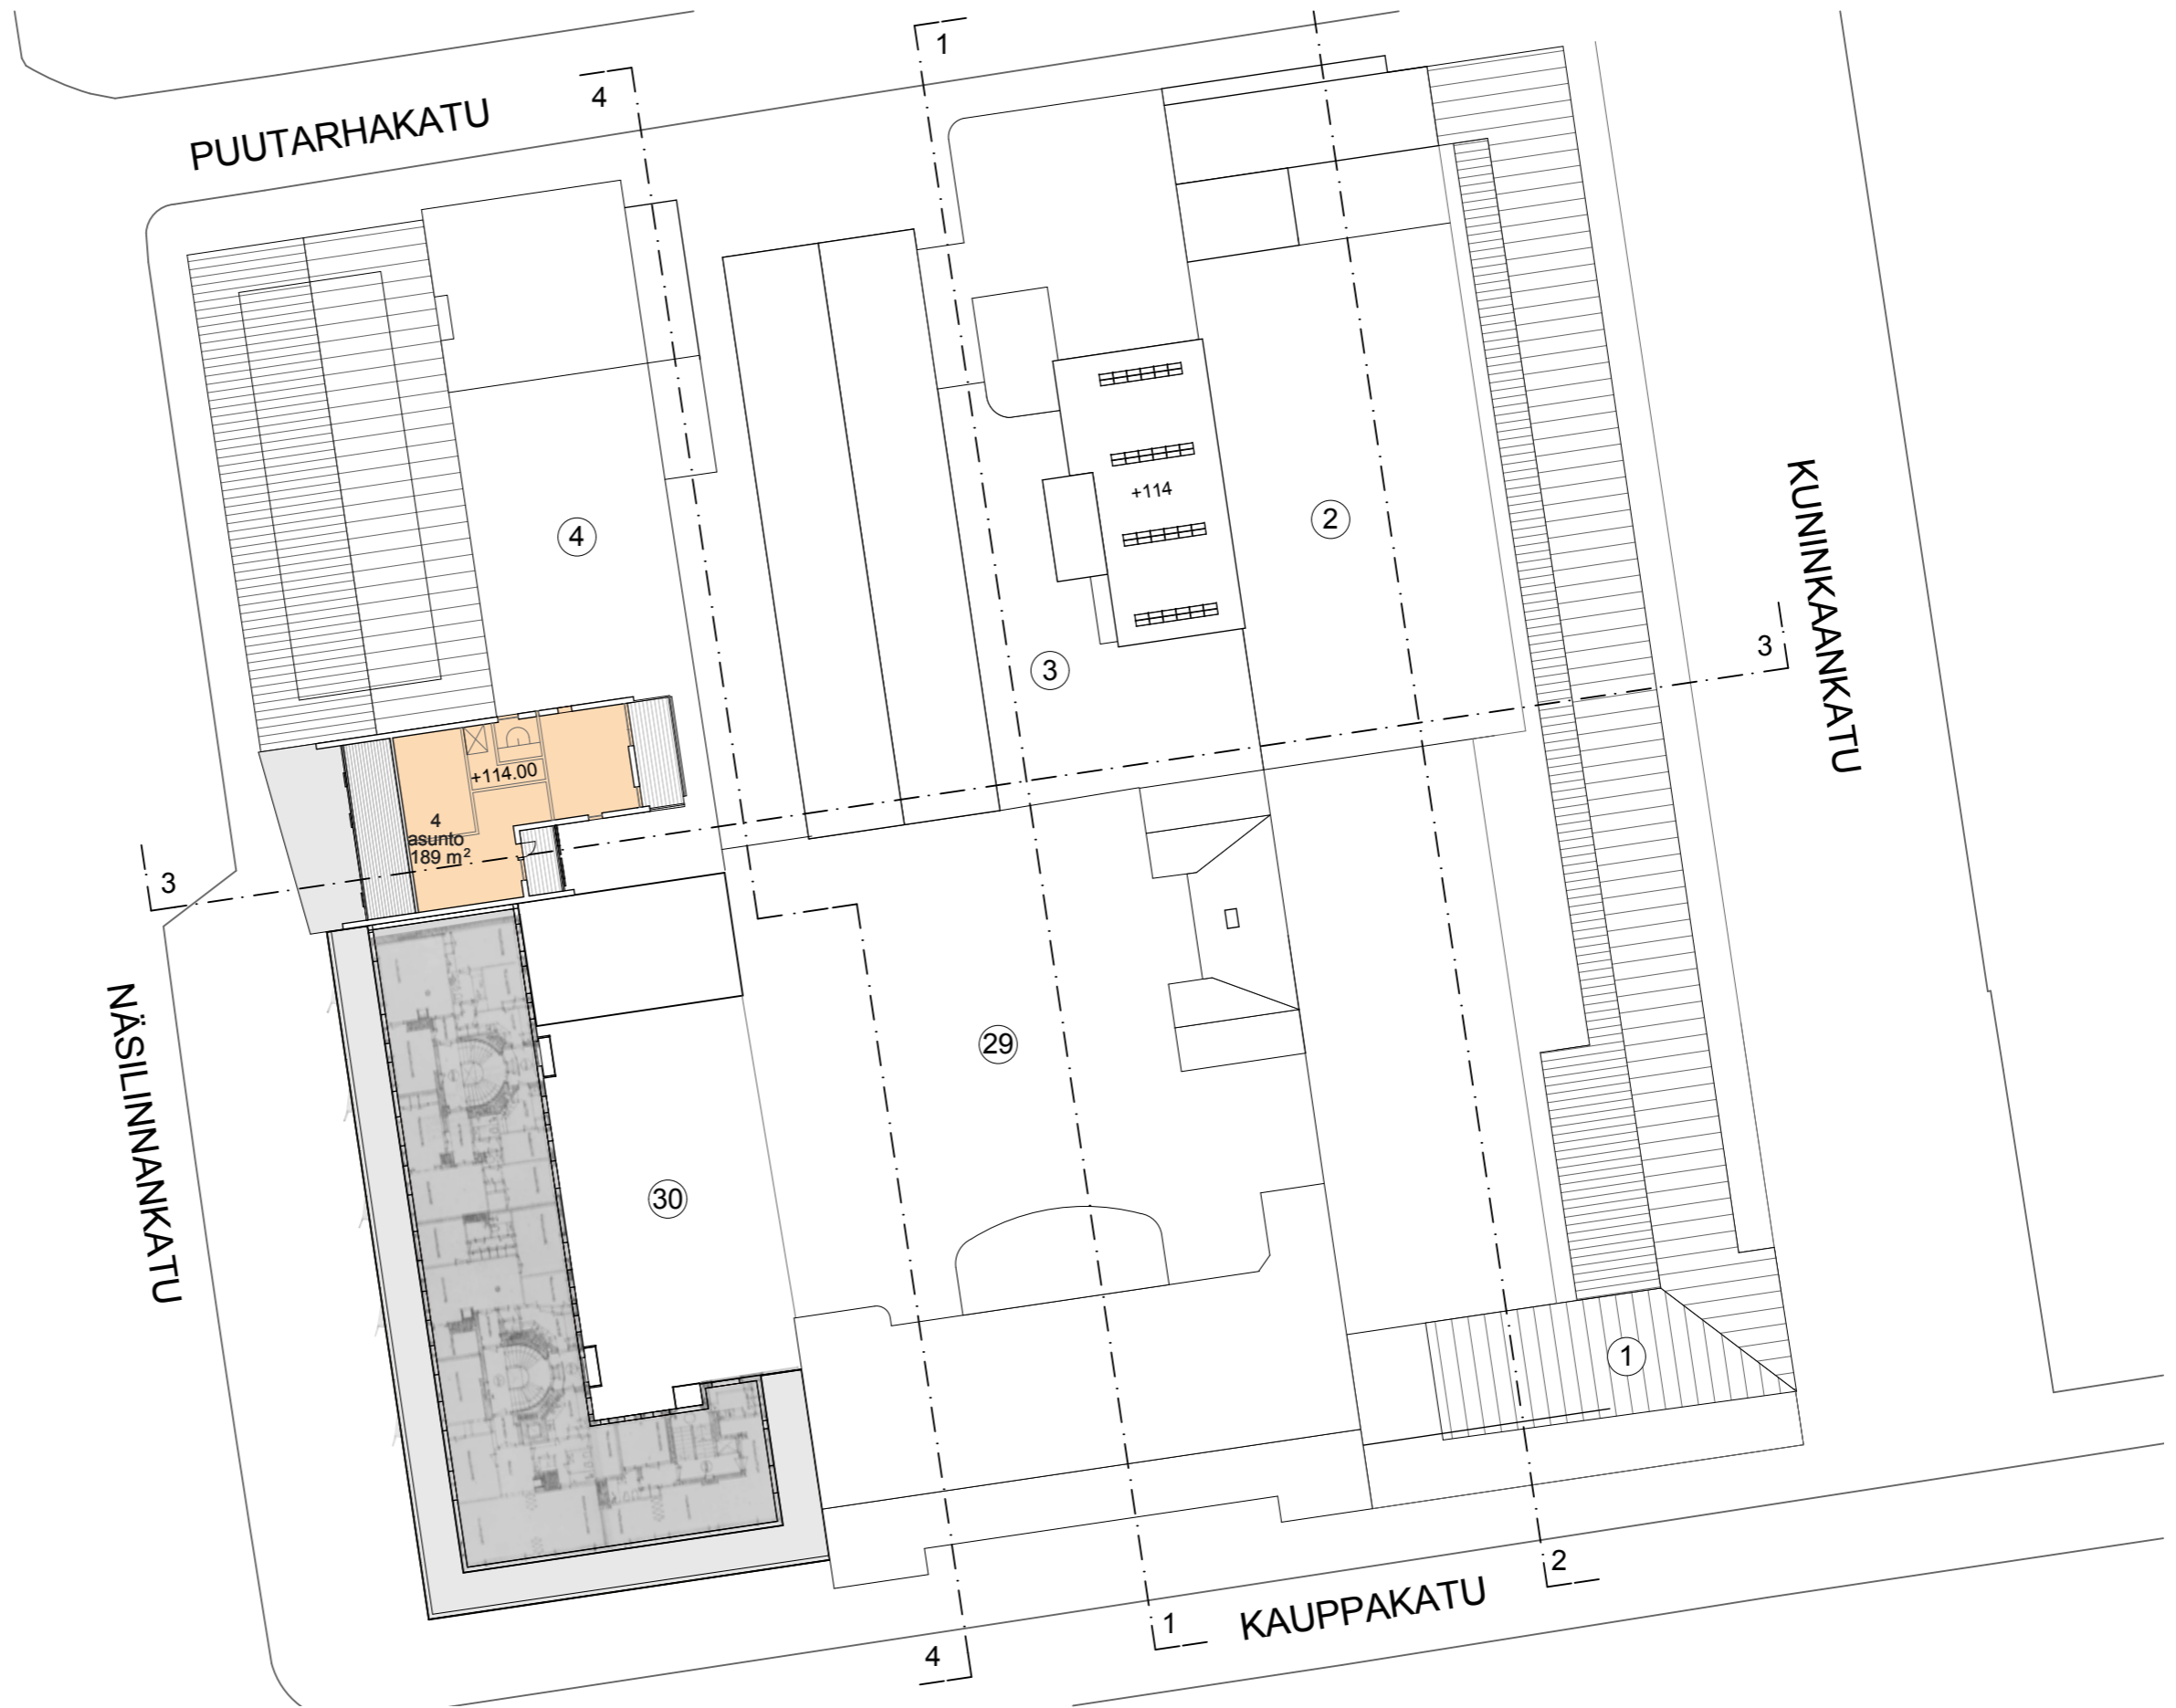 1
4
PUUTARHAKATU
+114
2
4
KUNINKAANKATU
3
3
+114.00
4
asunto
189 m²
3
29
NÄSILINNANKATU
30
1
2
KAUPPAKATU
1
4